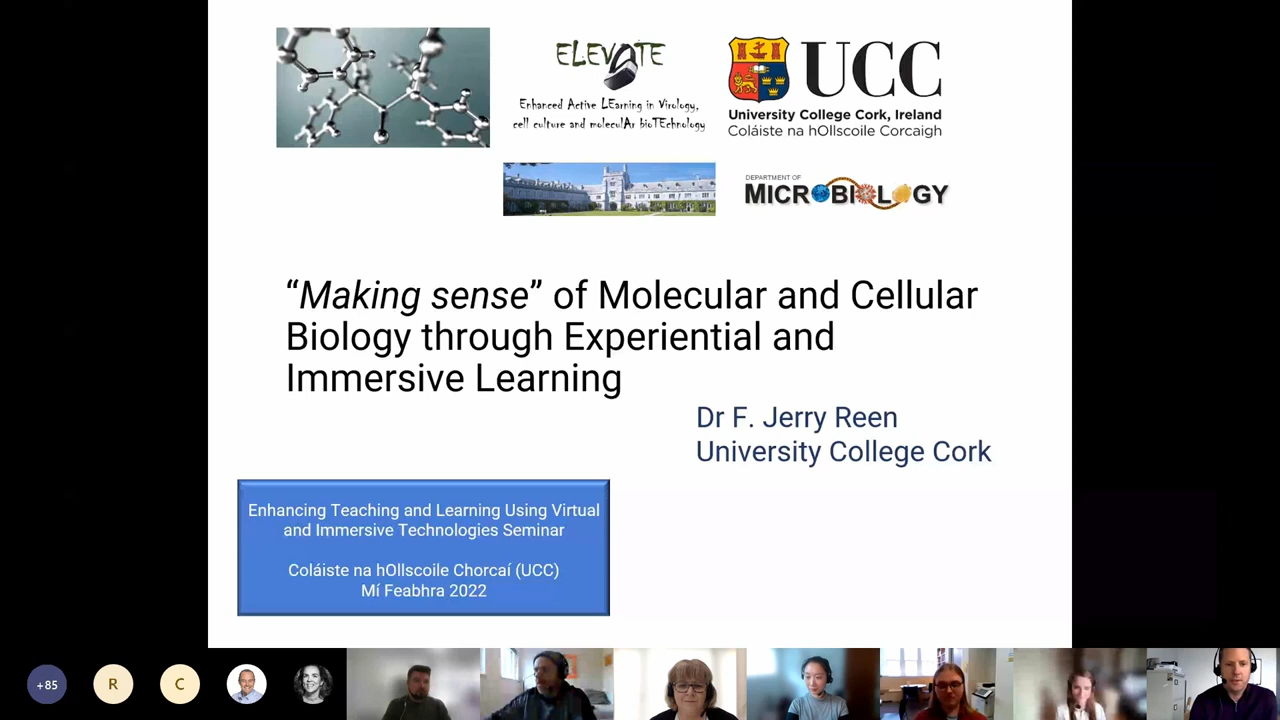 ELEVATE
Enhanced Active LEarning in Virology,
cell culture and moleculAr bioTEchnology
UCC
University College Cork, Ireland
Coláiste na hOllscoile Corcaigh
DEPARTMENT OF
MICROBIOLOGY
“Making sense” of Molecular and Cellular
Biology through Experiential and
Immersive Learning
Dr F. Jerry Reen
University College Cork
Enhancing Teaching and Learning Using Virtual
and Immersive Technologies Seminar
Coláiste na hOllscoile Chorcaí (UCC)
Mí Feabhra 2022
+85
R
C